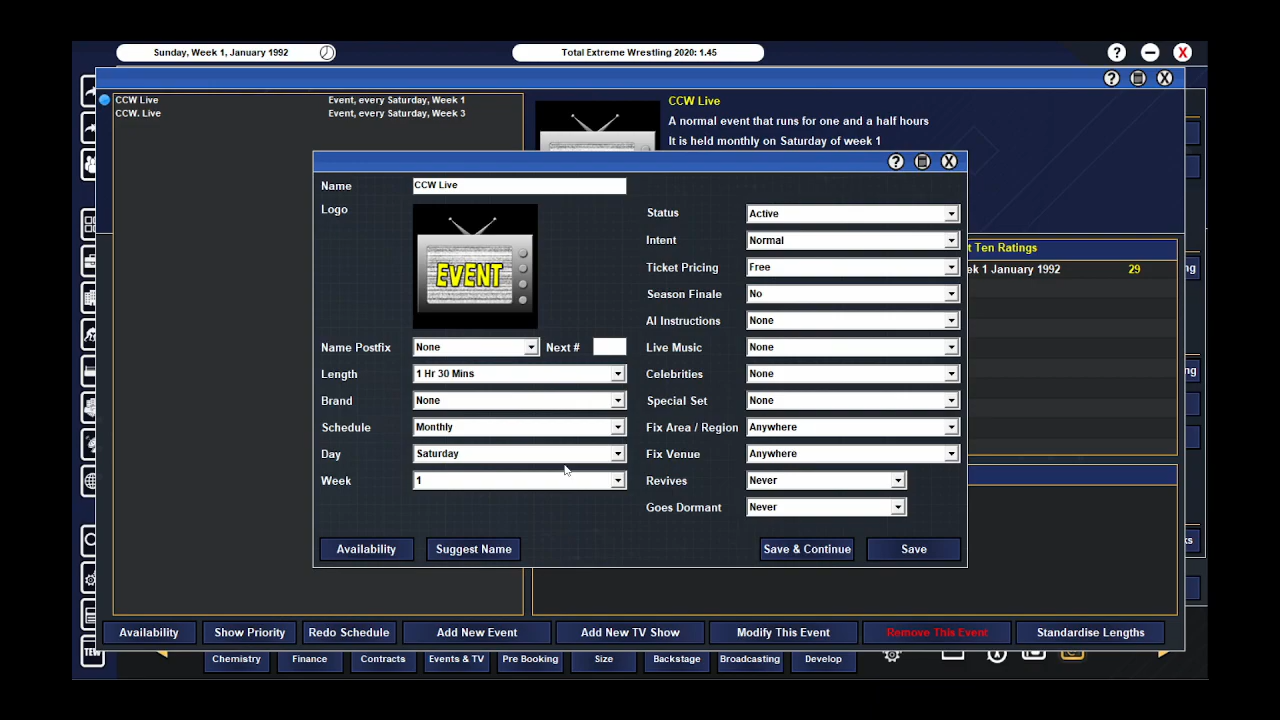 Sunday, Week 1, January 1992
Total Extreme Wrestling 2020: 1.45
? X
? X
CCW Live Event, every Saturday, Week 1
CCW. Live Event, every Saturday, Week 3
CCW Live
A normal event that runs for one and a half hours
It is held monthly on Saturday of week 1
? X
Name CCW Live
Logo
EVENT
Status Active
Intent Normal
Ticket Pricing Free
Season Finale No
AI Instructions None
Name Postfix None Next # Live Music None
Length 1 Hr 30 Mins Celebrities None
Brand None Special Set None
Schedule Monthly Fix Area / Region Anywhere
Day Saturday Fix Venue Anywhere
Week 1 Revives Never
Goes Dormant Never
Availability Suggest Name Save & Continue Save
t Ten Ratings
ek 1 January 1992 29
ng
ng
ks
Availability Show Priority Redo Schedule Add New Event Add New TV Show Modify This Event Remove This Event Standardise Lengths
TEW Chemistry Finance Contracts Events & TV Pre Booking Size Backstage Broadcasting Develop